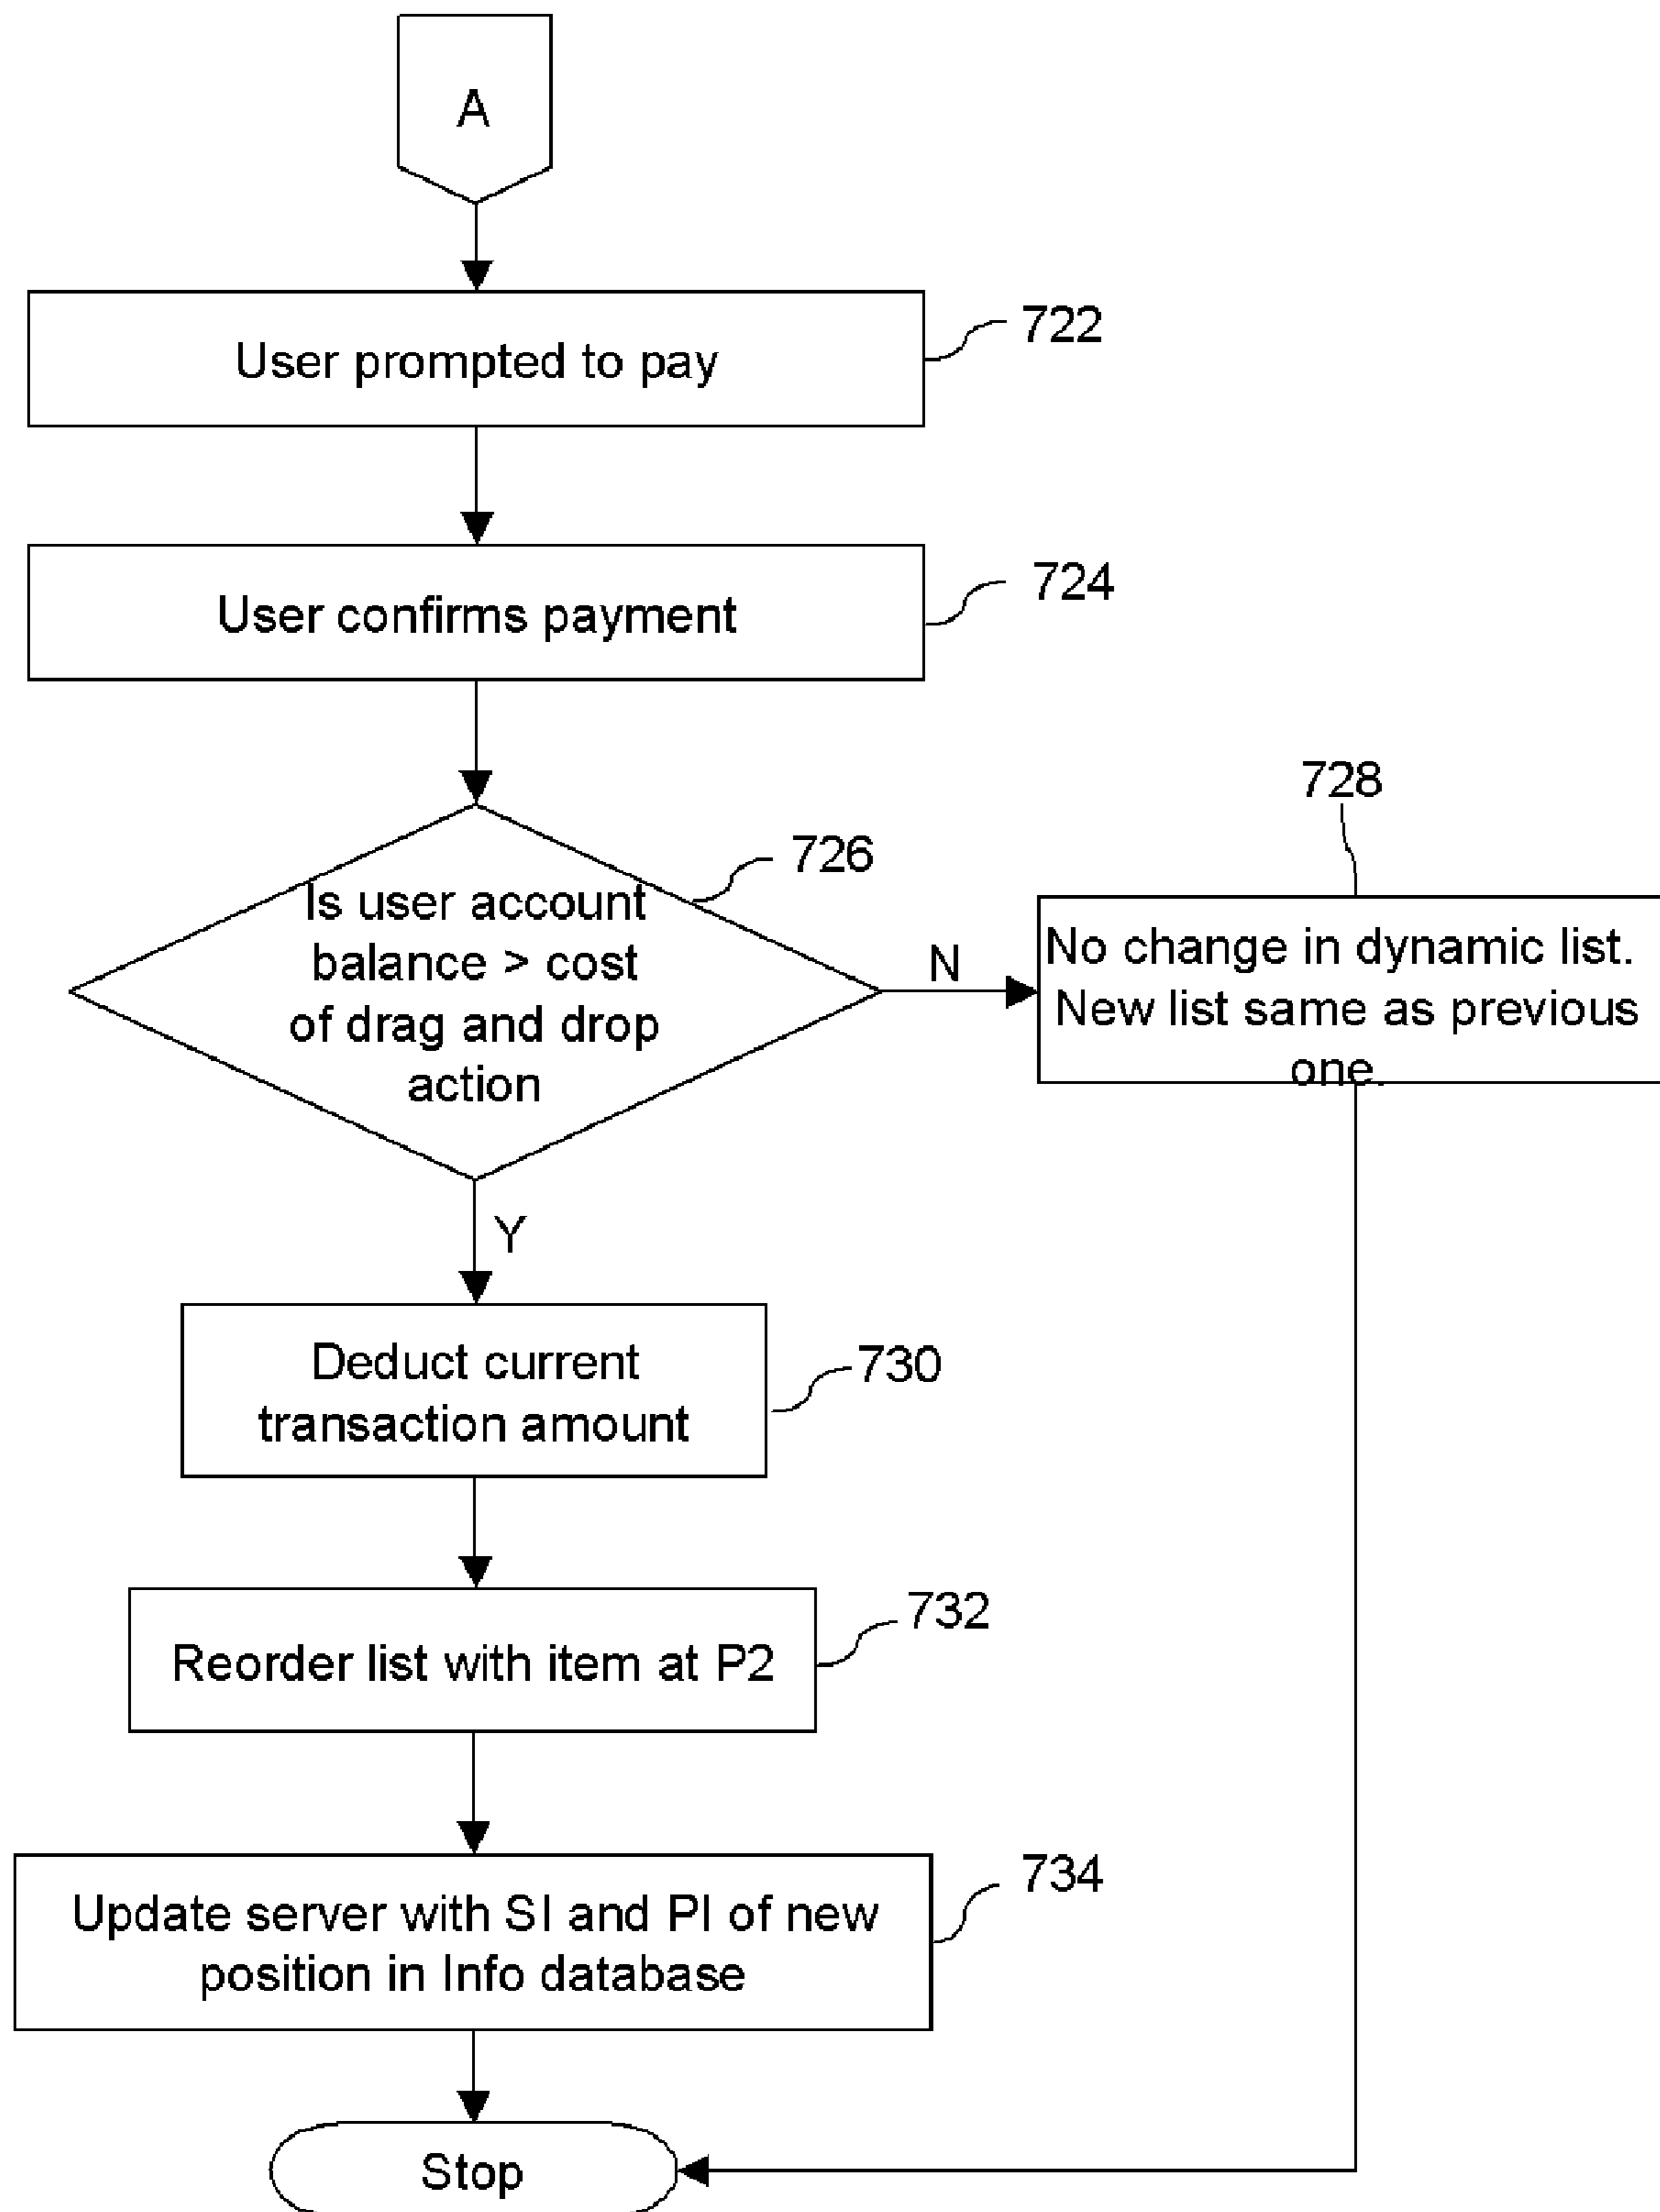 A
User prompted to pay
722
User confirms payment
724
726
Is user account
balance > cost
of drag and drop
action
N
728
No change in dynamic list.
New list same as previous
one.
Y
Deduct current
transaction amount
730
Reorder list with item at P2
732
Update server with SI and PI of new
position in Info database
734
Stop